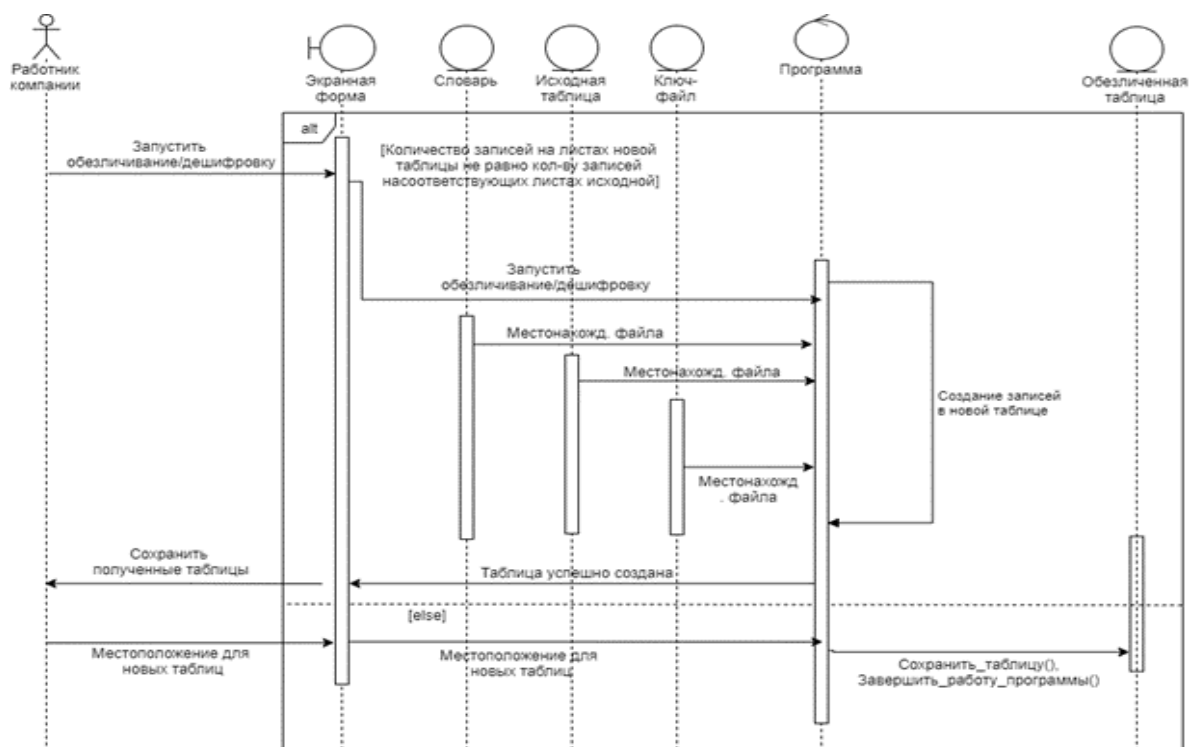 Работник
компании
Экранная
форма
Словарь
Исходная
таблица
Ключ-
файл
Программа
Обезличенная
таблица
alt
Запустить
обезличивание/дешифровку
[Количество записей на листах новой
таблицы не равно кол-ву записей
насоответствующих листах исходной]
Запустить
обезличивание/дешифровку
Местонахожд. файла
Местонахожд. файла
Создание записей
в новой таблице
Местонахожд
. файла
Сохранить
полученные таблицы
Таблица успешно создана
[else]
Местоположение для
новых таблиц
Местоположение для
новых таблиц
Сохранить_таблицу(),
Завершить_работу_программы()